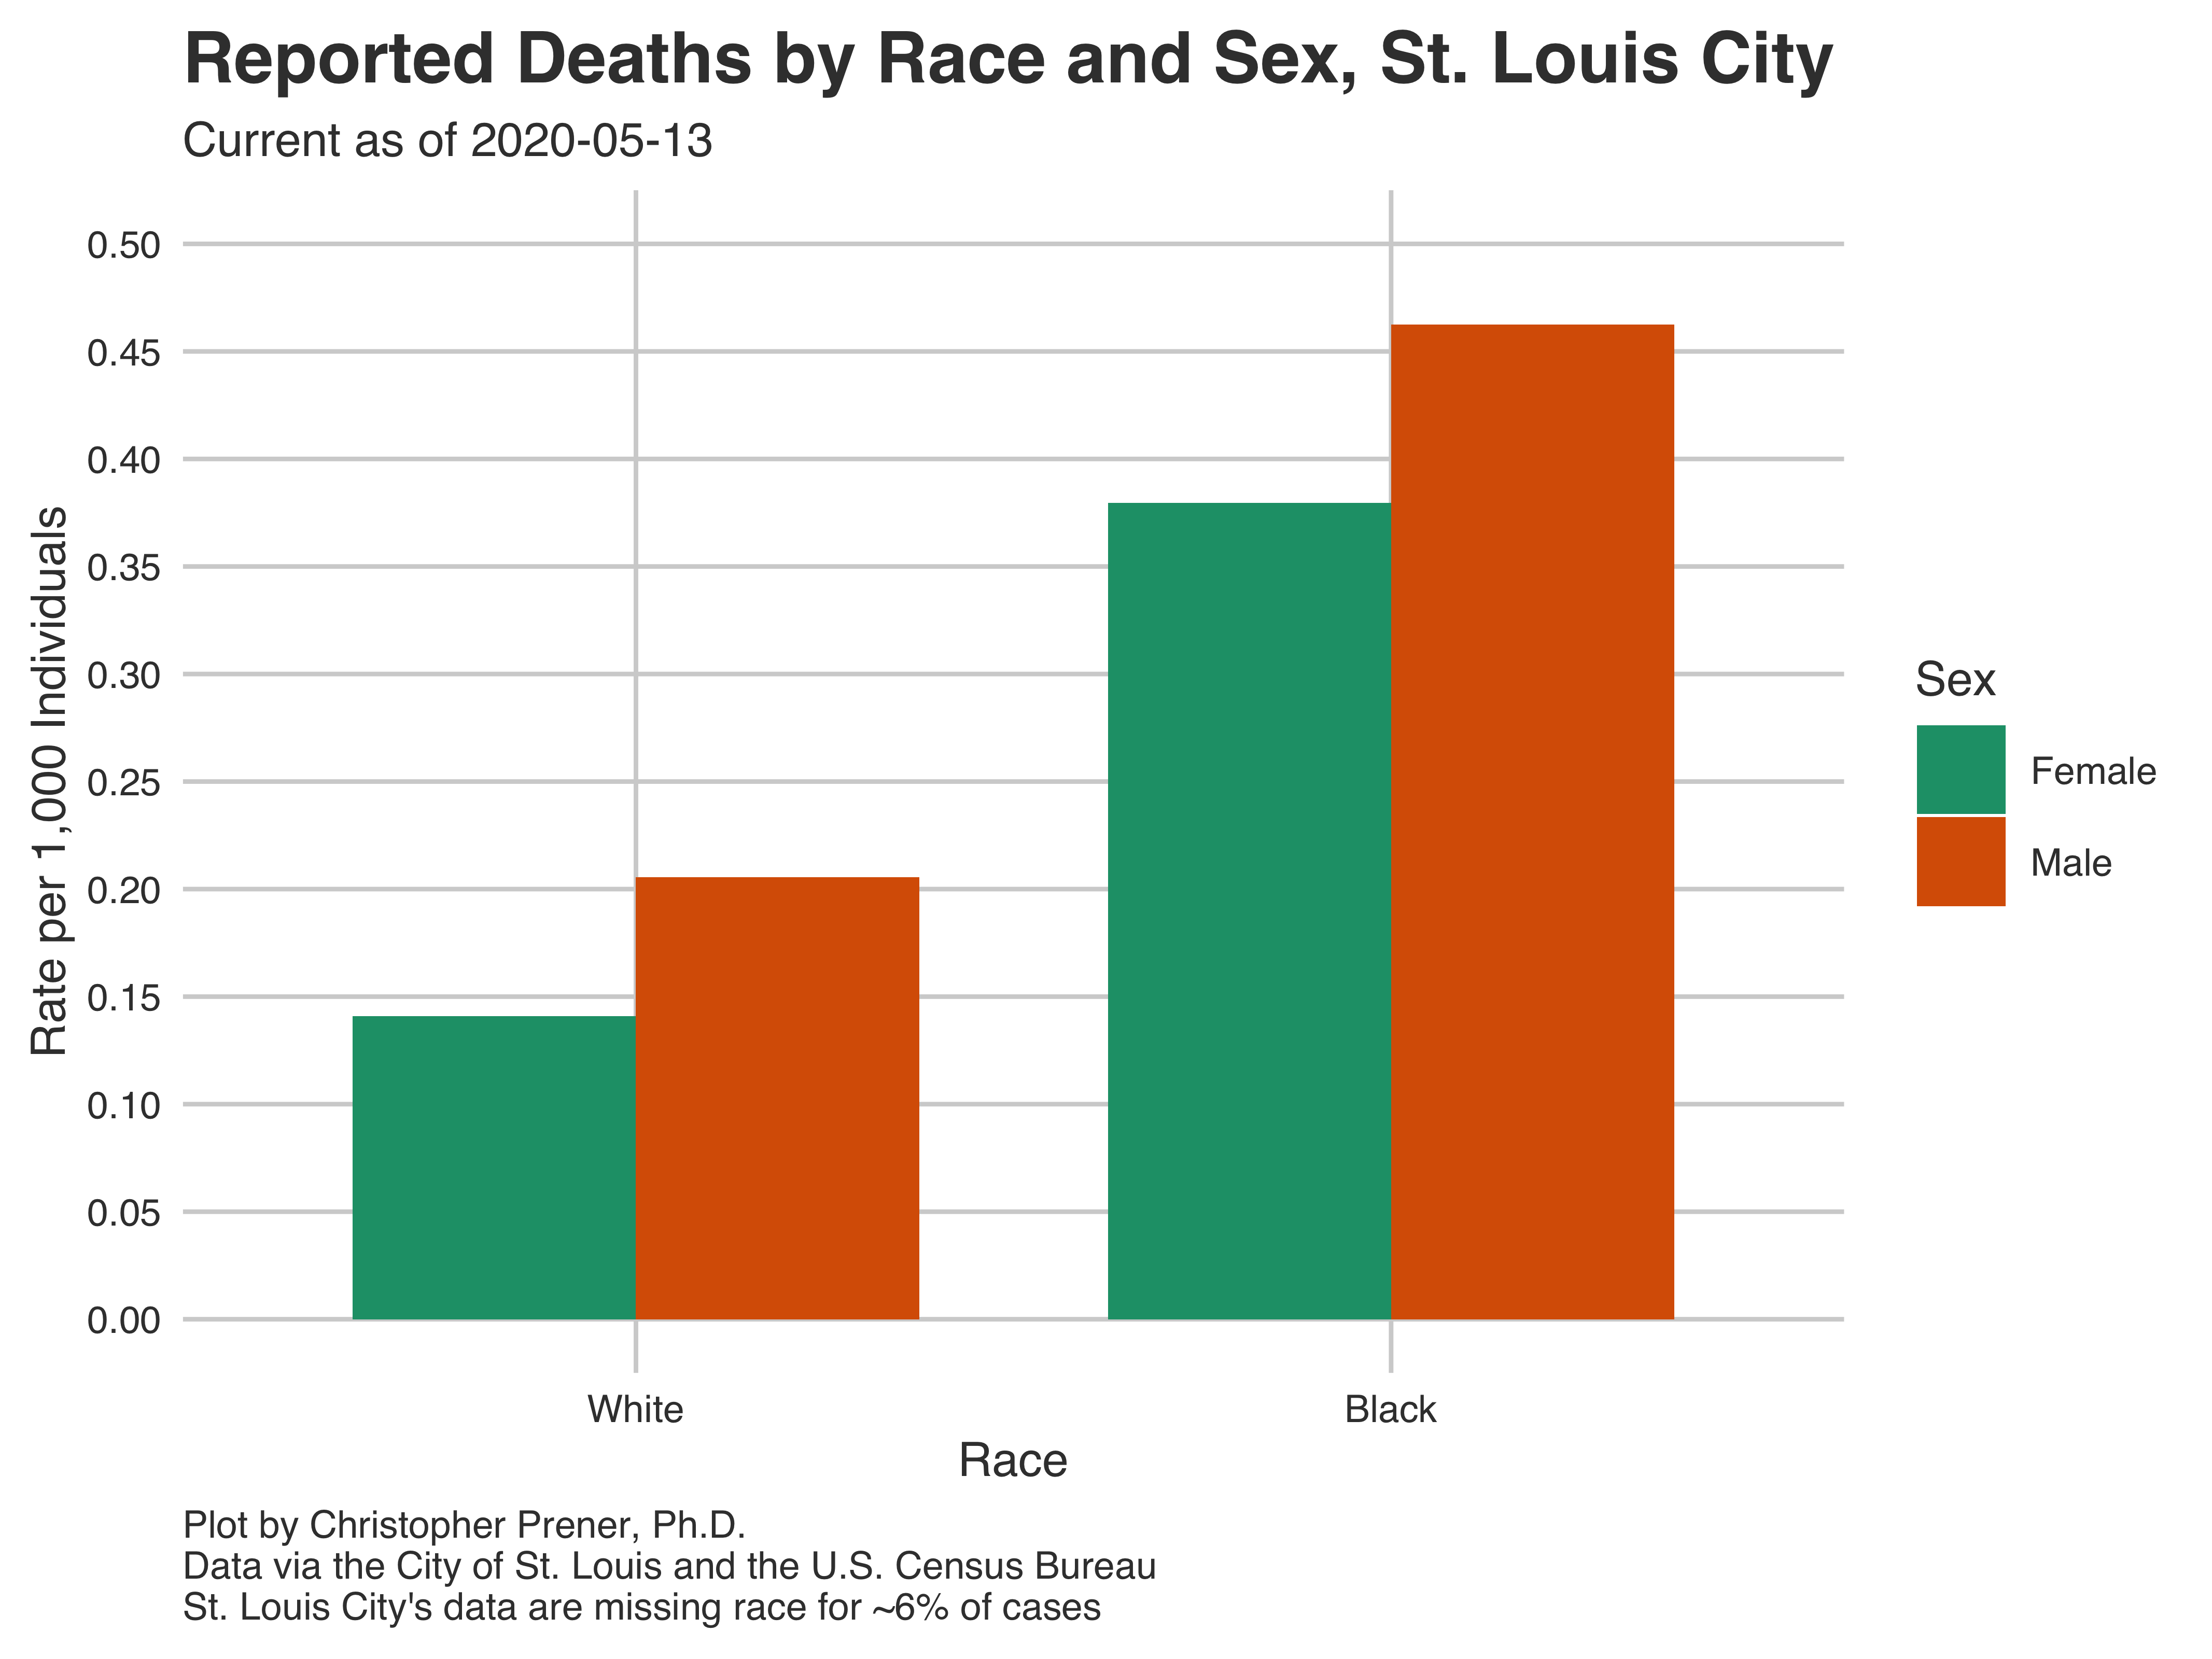 Reported Deaths by Race and Sex, St. Louis City
Current as of 2020-05-13
Rate per 1,000 Individuals
0.50
0.45
0.40
0.35
0.30
0.25
0.20
0.15
0.10
0.05
0.00
White
Black
Race
Sex
Female
Male
Plot by Christopher Prener, Ph.D.
Data via the City of St. Louis and the U.S. Census Bureau
St. Louis City's data are missing race for ~6% of cases